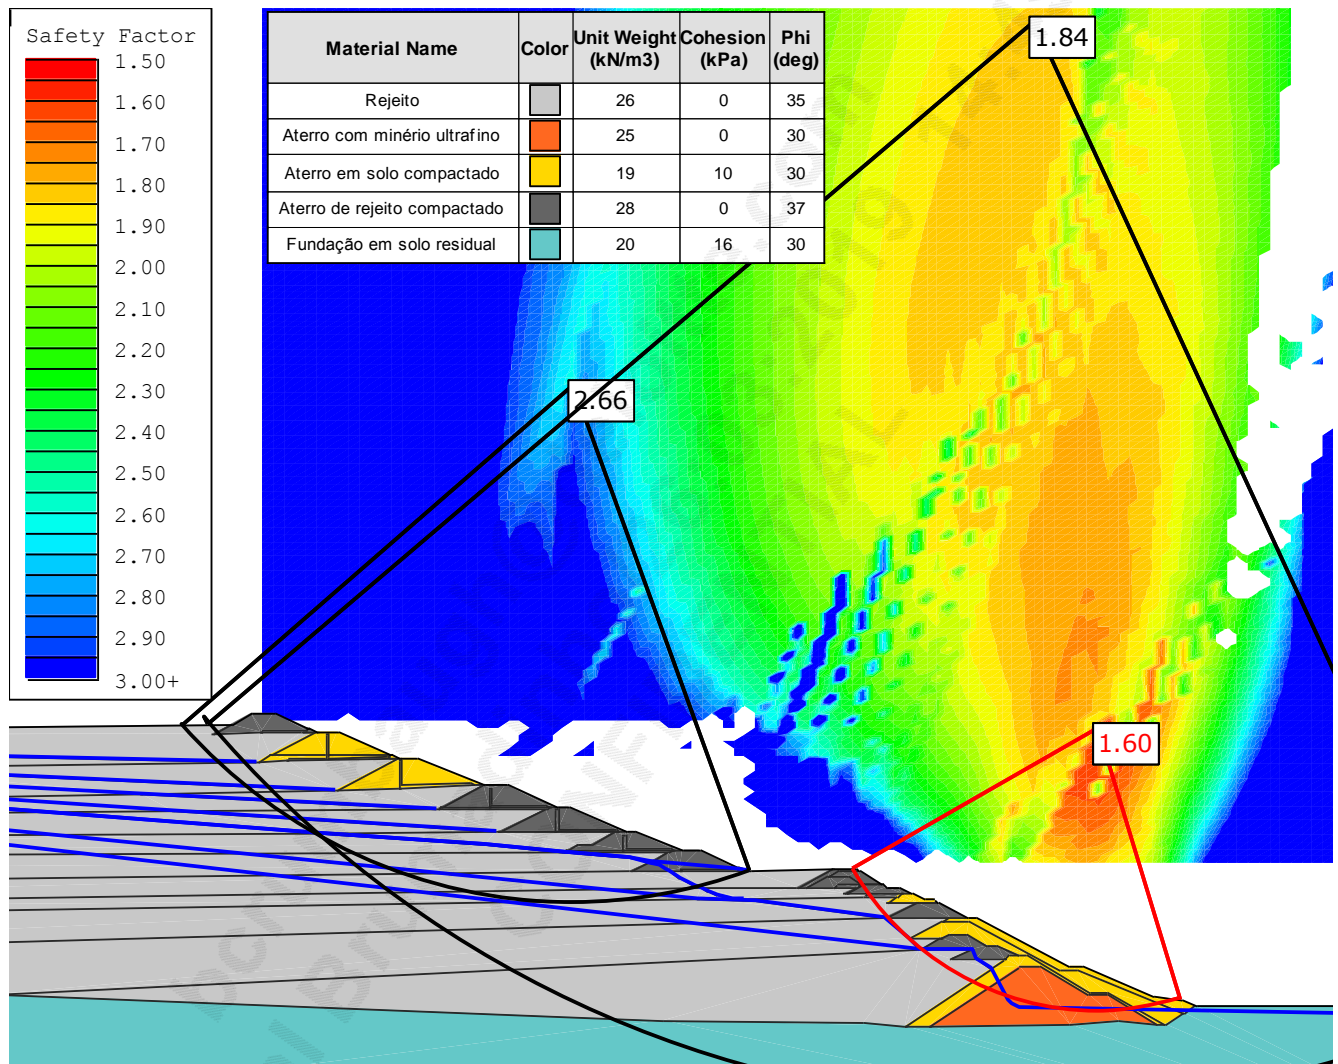 Safety Factor
1.50
1.60
1.70
1.80
1.90
2.00
2.10
2.20
2.30
2.40
2.50
2.60
2.70
2.80
2.90
3.00+
Material Name Color Unit Weight (kN/m3) Cohesion (kPa) Phi (deg)
Rejeito 26 0 35
Aterro com minério ultrafino 25 0 30
Aterro em solo compactado 19 10 30
Aterro de rejeito compactado 28 0 37
Fundação em solo residual 20 16 30
1.84
2.66
1.60